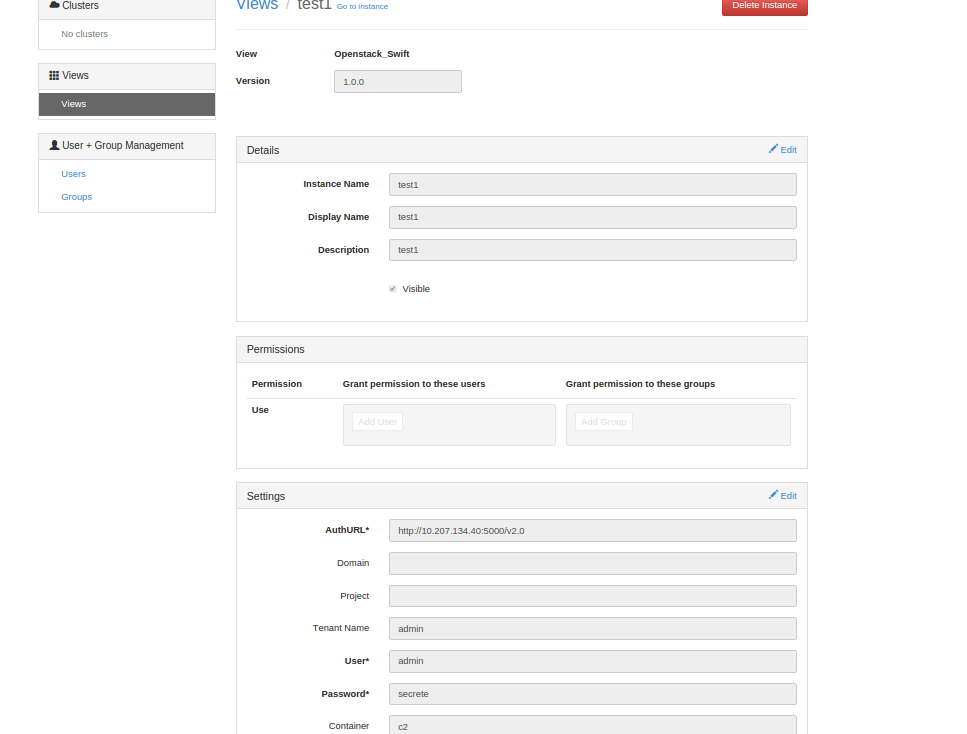 Clusters
No clusters
Views
Views
User + Group Management
Users
Groups
Views / test1 Go to instance
Delete Instance
View Openstack_Swift
Version 1.0.0
Details Edit
Instance Name test1
Display Name test1
Description test1
Visible
Permissions
Permission Grant permission to these users Grant permission to these groups
Use Add User Add Group
Settings Edit
AuthURL* http://10.207.134.40:5000/v2.0
Domain
Project
Tenant Name admin
User* admin
Password* secrete
Container c2